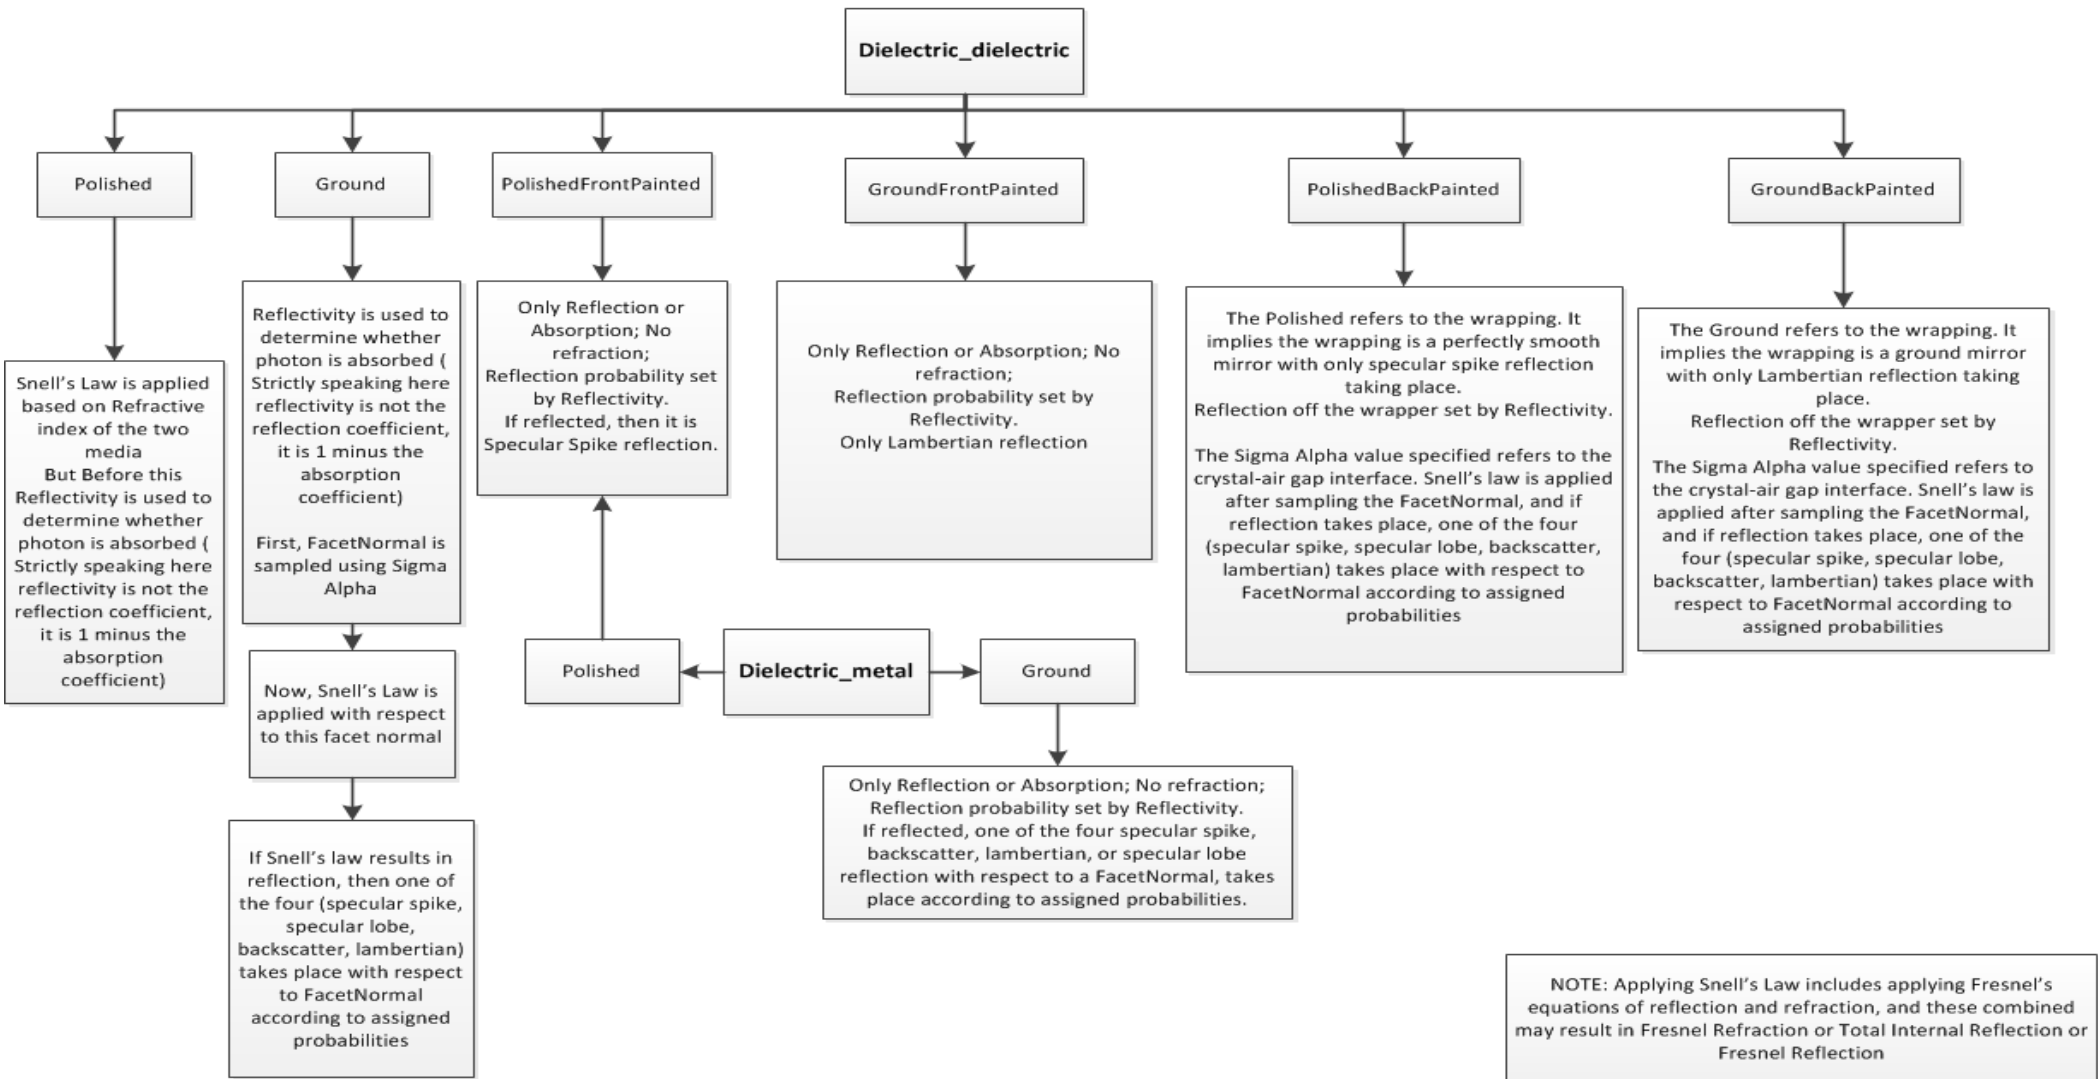 Dielectric_dielectric
Polished
Ground
PolishedFrontPainted
GroundFrontPainted
PolishedBackPainted
GroundBackPainted
Snell's Law is applied
based on Refractive
index of the two
media
But Before this
Reflectivity is used to
determine whether
photon is absorbed (
Strictly speaking here
reflectivity is not the
reflection coefficient,
it is 1 minus the
absorption
coefficient)
Reflectivity is used to
determine whether
photon is absorbed (
Strictly speaking here
reflectivity is not the
reflection coefficient,
it is 1 minus the
absorption
coefficient)
First, FacetNormal is
sampled using Sigma
Alpha
Now, Snell's Law is
applied with respect
to this facet normal
If Snell's law results in
reflection, then one of
the four (specular spike,
specular lobe,
backscatter, lambertian)
takes place with respect
to FacetNormal
according to assigned
probabilities
Only Reflection or
Absorption; No
refraction;
Reflection probability set
by Reflectivity.
If reflected, then it is
Specular Spike reflection.
Only Reflection or Absorption; No
refraction;
Reflection probability set by
Reflectivity.
Only Lambertian reflection
The Polished refers to the wrapping. It
implies the wrapping is a perfectly smooth
mirror with only specular spike reflection
taking place.
Reflection off the wrapper set by Reflectivity.
The Sigma Alpha value specified refers to the
crystal-air gap interface. Snell's law is applied
after sampling the FacetNormal, and if
reflection takes place, one of the four
(specular spike, specular lobe, backscatter,
lambertian) takes place with respect to
FacetNormal according to assigned
probabilities
The Ground refers to the wrapping. It
implies the wrapping is a ground mirror
with only Lambertian reflection taking
place.
Reflection off the wrapper set by
Reflectivity.
The Sigma Alpha value specified refers to
the crystal-air gap interface. Snell's law is
applied after sampling the FacetNormal,
and if reflection takes place, one of the
four (specular spike, specular lobe,
backscatter, lambertian) takes place with
respect to FacetNormal according to
assigned probabilities
Polished
Dielectric_metal
Ground
Only Reflection or Absorption; No refraction;
Reflection probability set by Reflectivity.
If reflected, one of the four specular spike,
backscatter, lambertian, or specular lobe
reflection with respect to a FacetNormal, takes
place according to assigned probabilities.
NOTE: Applying Snell's Law includes applying Fresnel's
equations of reflection and refraction, and these combined
may result in Fresnel Refraction or Total Internal Reflection or
Fresnel Reflection